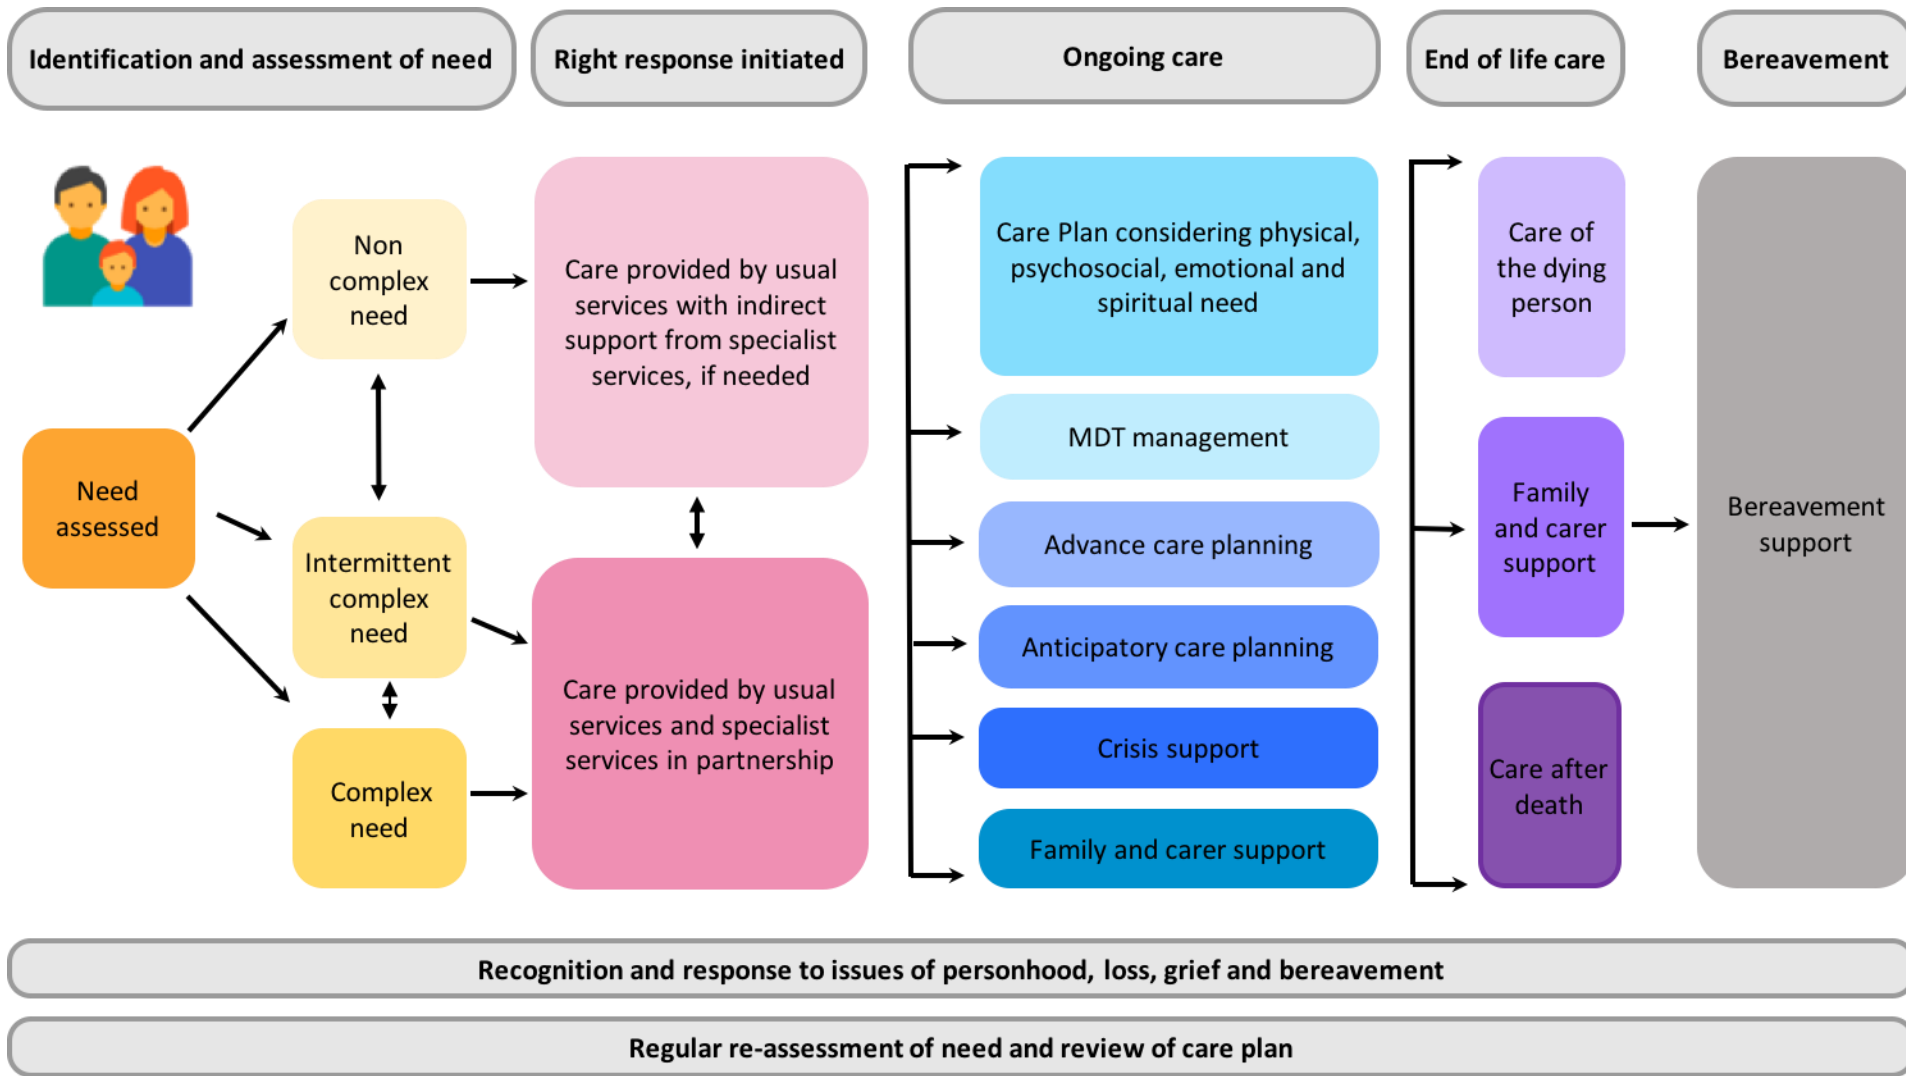 Identification and assessment of need
Right response initiated
Ongoing care
End of life care
Bereavement
Need
assessed
Non
complex
need
Intermittent
complex
need
Complex
need
Care provided by usual
services with indirect
support from specialist
services, if needed
Care provided by usual
services and specialist
services in partnership
Care Plan considering physical,
psychosocial, emotional and
spiritual need
MDT management
Advance care planning
Anticipatory care planning
Crisis support
Family and carer support
Care of
the dying
person
Family
and carer
support
Care after
death
Bereavement
support
Recognition and response to issues of personhood, loss, grief and bereavement
Regular re-assessment of need and review of care plan